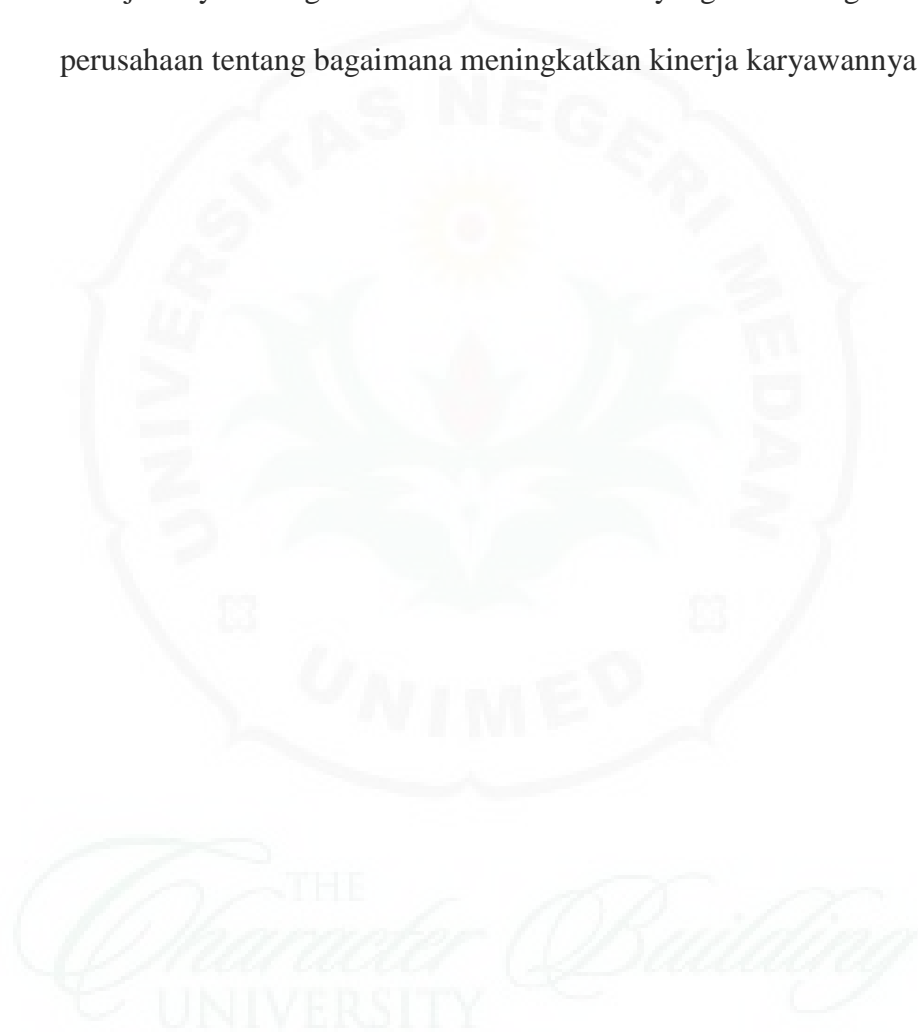 perusahaan tentang bagaimana meningkatkan kinerja karyawannya
UNIVERSITAS NEGERI MEDAN
UNIMED
THE
Character Building
UNIVERSITY